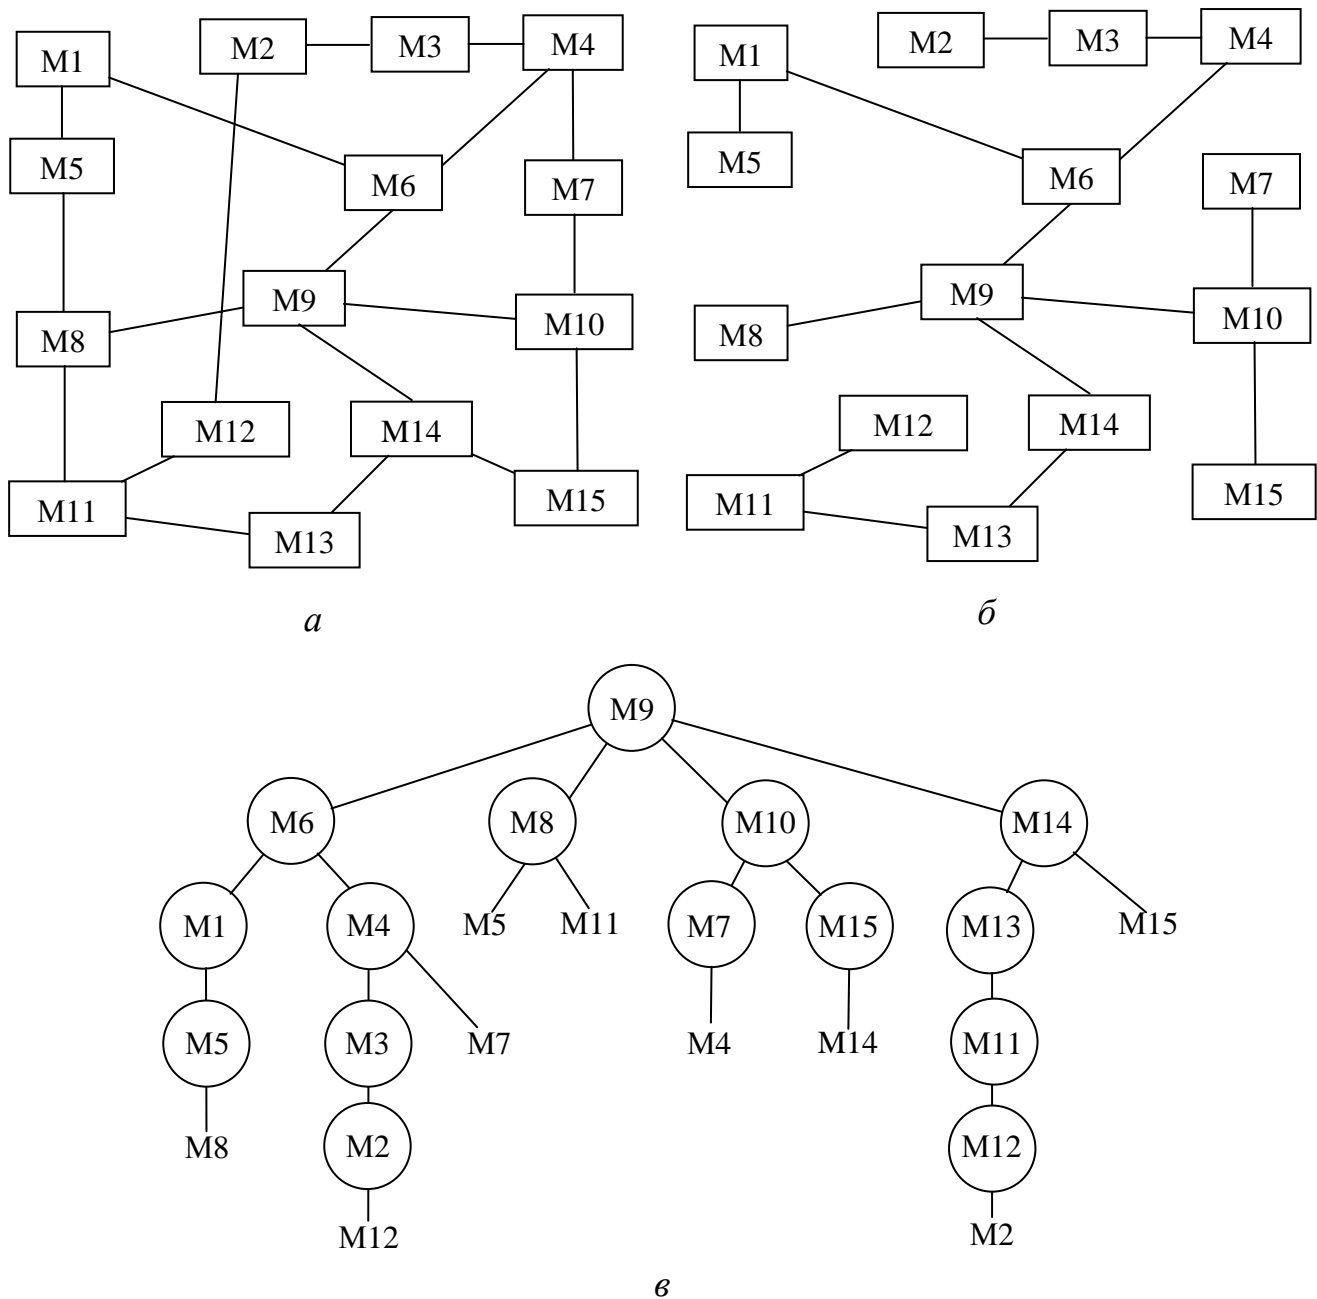 M1 M2 M3 M4
M5 M6 M7
M8 M9 M10
M12 M14
M11 M13 M15
а
M1 M2 M3 M4
M5 M6 M7
M8 M9 M10
M12 M14
M11 M13 M15
б
M9
M6 M8 M10 M14
M1 M4 M5 M11 M7 M15 M13 M15
M5 M3 M7 M4 M14 M11
M8 M2 M12
M12 M2
в